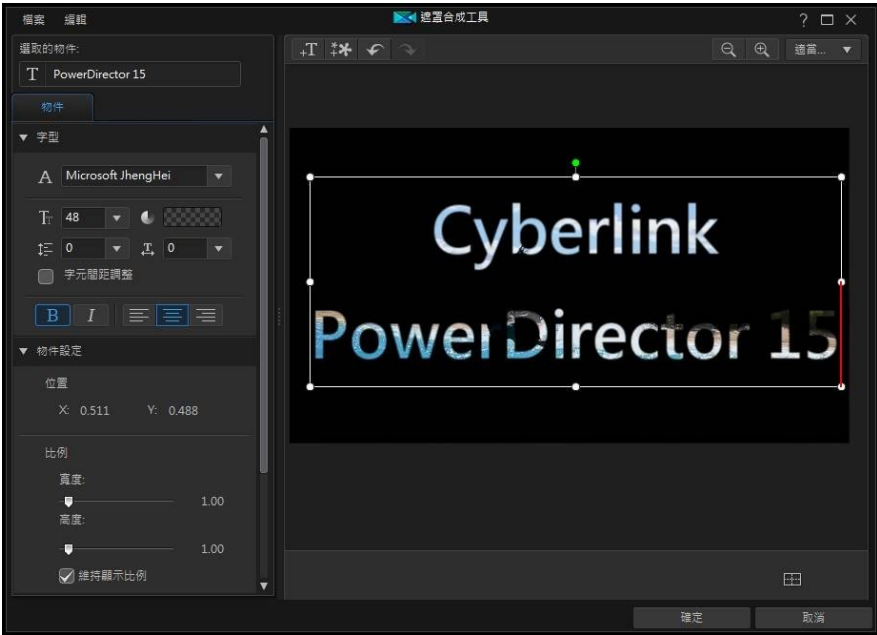 遮罩合成工具
檔案 編輯
選取的物件:
T PowerDirector 15
物件
字型
A Microsoft JhengHei
48
0 0
字元間距調整
B I
物件設定
位置
X: 0.511 Y: 0.488
比例
寬度:
1.00
高度:
1.00
維持顯示比例
+T
適當...
Cyberlink
PowerDirector 15
確定 取消